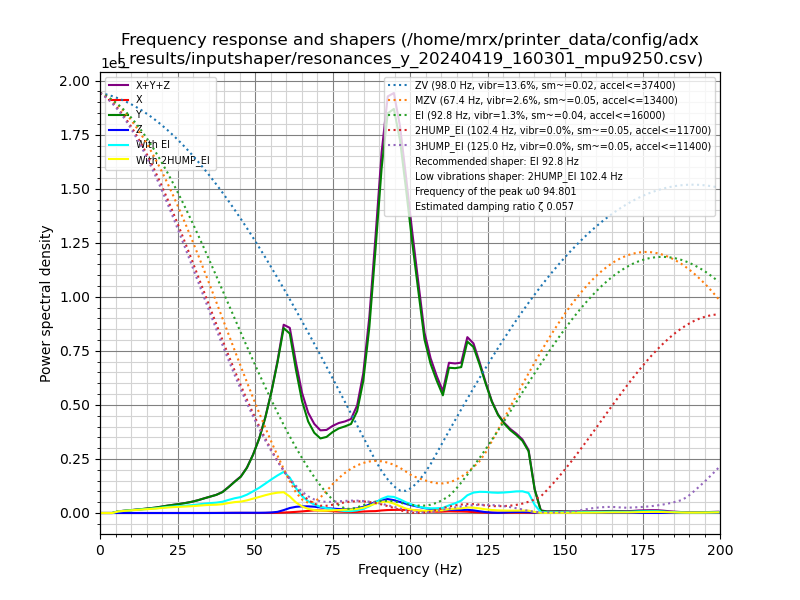 Frequency response and shapers (/home/mrx/printer_data/config/adx
l_results/inputshaper/resonances_y_20240419_160301_mpu9250.csv)
1e5
X+Y+Z
X
Y
Z
With EI
With 2HUMP_EI
ZV (98.0 Hz, vibr=13.6%, sm~=0.02, accel<=37400)
MZV (67.4 Hz, vibr=2.6%, sm~=0.05, accel<=13400)
EI (92.8 Hz, vibr=1.3%, sm~=0.04, accel<=16000)
2HUMP_EI (102.4 Hz, vibr=0.0%, sm~=0.05, accel<=11700)
3HUMP_EI (125.0 Hz, vibr=0.0%, sm~=0.05, accel<=11400)
Recommended shaper: EI 92.8 Hz
Low vibrations shaper: 2HUMP_EI 102.4 Hz
Frequency of the peak ω0 94.801
Estimated damping ratio ζ 0.057
Power spectral density
2.00
1.75
1.50
1.25
1.00
0.75
0.50
0.25
0.00
0 25 50 75 100 125 150 175 200
Frequency (Hz)